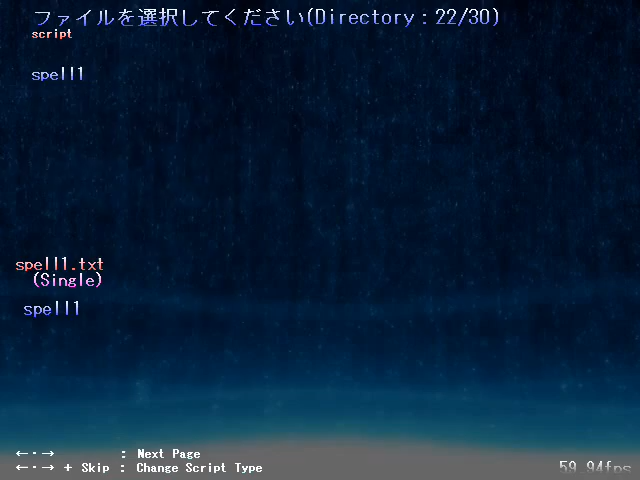 ファイルを選択してください(Directory：22/30)
script
spell1
spell1.txt
(Single)
spell1
←·→ : Next Page
←·→ + Skip : Change Script Type
59.94fps